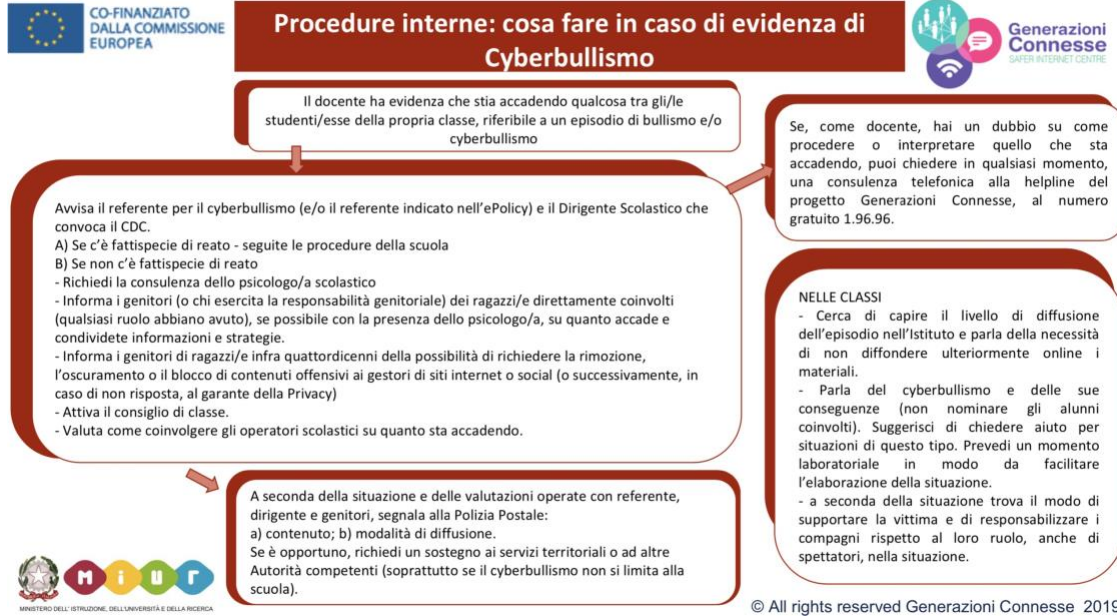 CO-FINANZIATO
DALLA COMMISSIONE
EUROPEA
Procedure interne: cosa fare in caso di evidenza di
Cyberbullismo
Generazioni
Connesse
SAFER INTERNET CENTRE
Il docente ha evidenza che stia accadendo qualcosa tra gli/le
studenti/esse della propria classe, riferibile a un episodio di bullismo e/o
cyberbullismo
Se, come docente, hai un dubbio su come
procedere o interpretare quello che sta
accadendo, puoi chiedere in qualsiasi momento,
una consulenza telefonica alla helpline del
progetto Generazioni Connesse, al numero
gratuito 1.96.96.
Avvisa il referente per il cyberbullismo (e/o il referente indicato nell'ePolicy) e il Dirigente Scolastico che
convoca il CDC.
A) Se c'è fattispecie di reato - seguite le procedure della scuola
B) Se non c'è fattispecie di reato
- Richiedi la consulenza dello psicologo/a scolastico
- Informa i genitori (o chi esercita la responsabilità genitoriale) dei ragazzi/e direttamente coinvolti
(qualsiasi ruolo abbiano avuto), se possibile con la presenza dello psicologo/a, su quanto accade e
condividete informazioni e strategie.
- Informa i genitori di ragazzi/e infra quattordicenni della possibilità di richiedere la rimozione,
l'oscuramento o il blocco di contenuti offensivi ai gestori di siti internet o social (o successivamente, in
caso di non risposta, al garante della Privacy)
- Attiva il consiglio di classe.
- Valuta come coinvolgere gli operatori scolastici su quanto sta accadendo.
NELLE CLASSI
- Cerca di capire il livello di diffusione
dell'episodio nell'Istituto e parla della necessità
di non diffondere ulteriormente online i
materiali.
- Parla del cyberbullismo e delle sue
conseguenze (non nominare gli alunni
coinvolti). Suggerisci di chiedere aiuto per
situazioni di questo tipo. Prevedi un momento
laboratoriale in modo da facilitare
l'elaborazione della situazione.
- a seconda della situazione trova il modo di
supportare la vittima e di responsabilizzare i
compagni rispetto al loro ruolo, anche di
spettatori, nella situazione.
A seconda della situazione e delle valutazioni operate con referente,
dirigente e genitori, segnala alla Polizia Postale:
a) contenuto; b) modalità di diffusione.
Se è opportuno, richiedi un sostegno ai servizi territoriali o ad altre
Autorità competenti (soprattutto se il cyberbullismo non si limita alla
scuola).
MiUr
MINISTERO DELL'ISTRUZIONE, DELL'UNIVERSITÀ E DELLA RICERCA
© All rights reserved Generazioni Connesse 2019